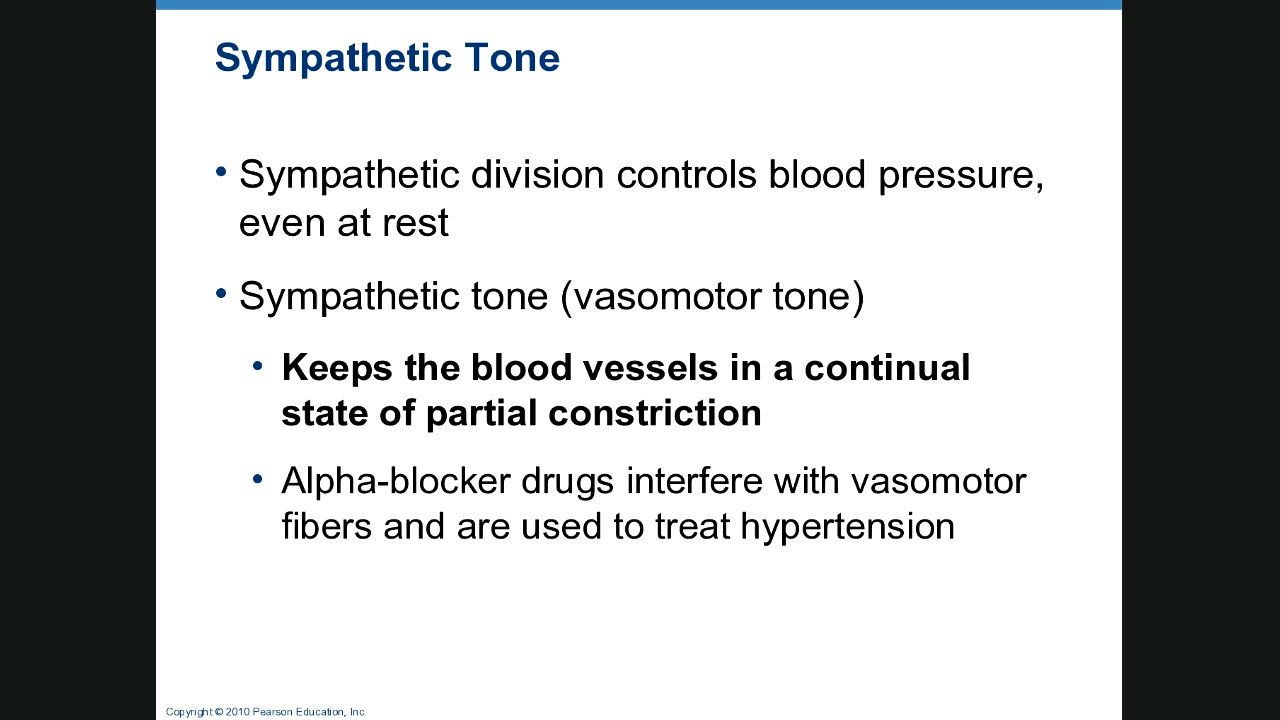 Sympathetic Tone
• Sympathetic division controls blood pressure,
even at rest
• Sympathetic tone (vasomotor tone)
• Keeps the blood vessels in a continual
state of partial constriction
• Alpha-blocker drugs interfere with vasomotor
fibers and are used to treat hypertension
Copyright © 2010 Pearson Education, Inc.